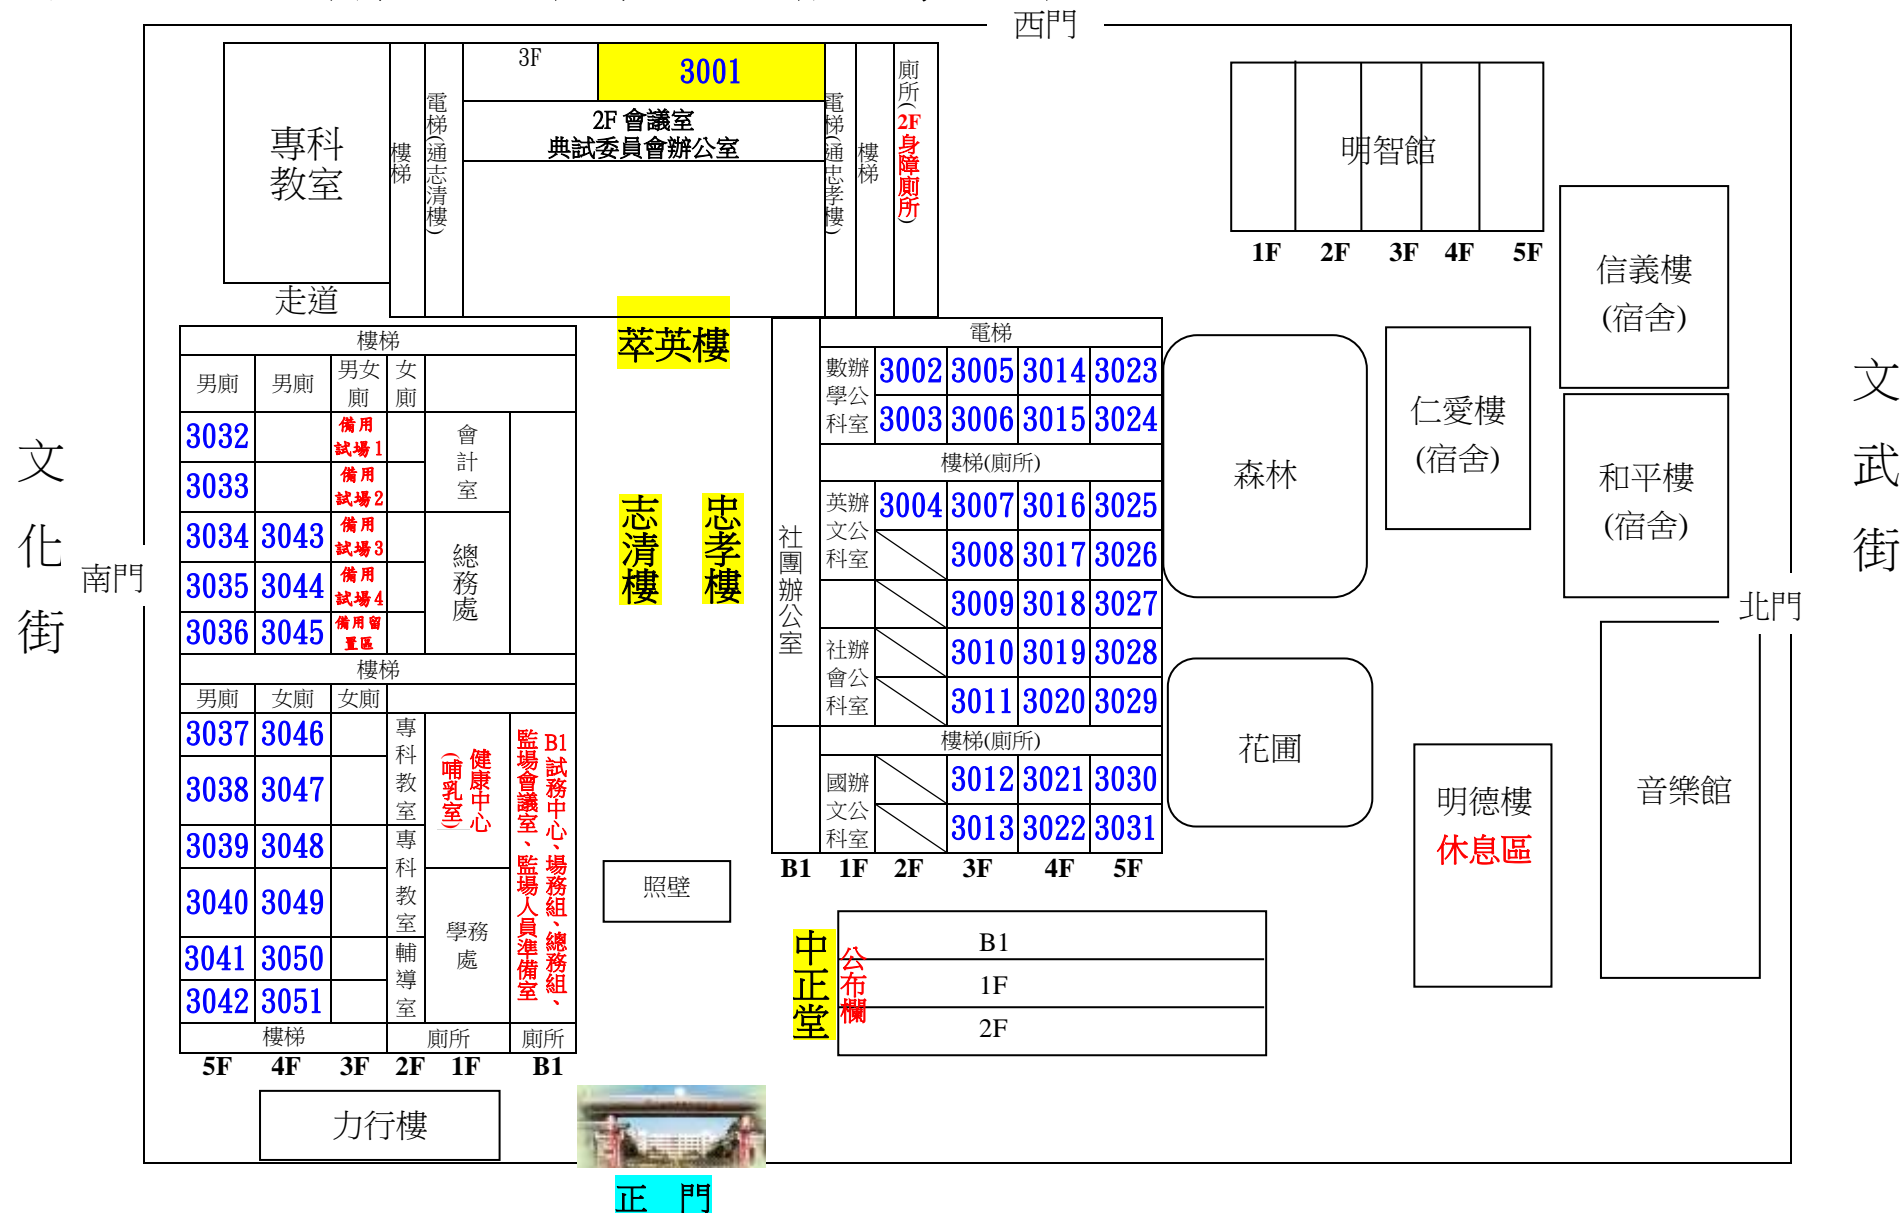 西門
3F
3001
2F會議室
典試委員會辦公室
專科
教室
樓梯
電梯(通志清樓)
電梯(通忠孝樓)
樓梯
廁所(2F身障廁所)
走道
萃英樓
明智館
1F 2F 3F 4F 5F
信義樓
(宿舍)
仁愛樓
(宿舍)
和平樓
(宿舍)
文武街
文化街
南門
北門
樓梯
男廁 男廁 男女廁 女廁
3032 備用試場1 會計室
3033 備用試場2
3034 3043 備用試場3 總務處
3035 3044 備用試場4
3036 3045 備用留置區
樓梯
男廁 女廁 女廁
3037 3046 專科教室 健康中心(哺乳室)
3038 3047
3039 3048 專科教室
3040 3049 學務處
3041 3050 輔導室
3042 3051
B1試務中心、場務組、總務組、
監場會議室、監場人員準備室
樓梯 廁所 廁所
5F 4F 3F 2F 1F B1
志清樓
忠孝樓
社團辦公室
電梯
數學科辦公室 3002 3005 3014 3023
3003 3006 3015 3024
樓梯(廁所)
英文科辦公室 3004 3007 3016 3025
3008 3017 3026
3009 3018 3027
社會科辦公室 3010 3019 3028
3011 3020 3029
樓梯(廁所)
國文科辦公室 3012 3021 3030
3013 3022 3031
B1 1F 2F 3F 4F 5F
森林
花圃
明德樓
休息區
音樂館
照壁
中正堂
公布欄
B1
1F
2F
力行樓
正 門